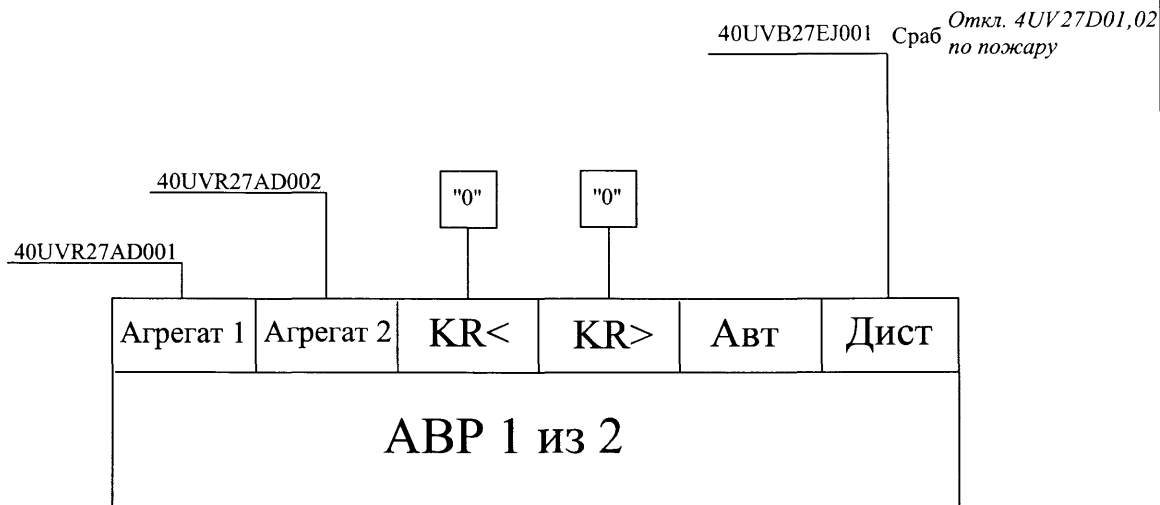 40UVB27EJ001 Сраб Откл. 4UV27D01,02
по пожару
40UVR27AD002
"0" "0"
40UVR27AD001
Агрегат 1 Агрегат 2 KR< KR> Авт Дист
АВР 1 из 2